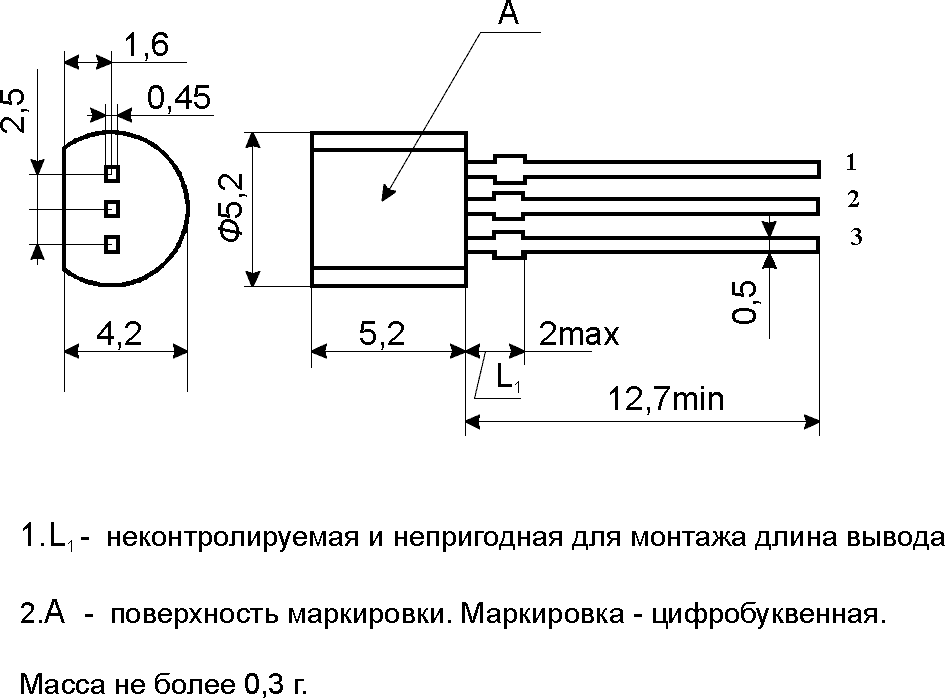 A
1,6
0,45
2,5
Ф5,2
1
2
3
0,5
4,2
5,2
2max
L1
12,7min
1.L1 - неконтролируемая и непригодная для монтажа длина вывода
2.А - поверхность маркировки. Маркировка - цифробуквенная.
Масса не более 0,3 г.